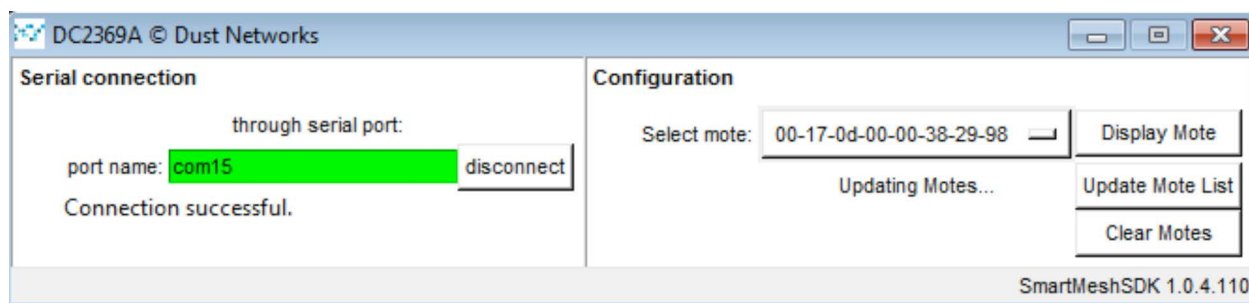 DC2369A © Dust Networks
Serial connection
through serial port:
port name: com15 disconnect
Connection successful.
Configuration
Select mote: 00-17-0d-00-00-38-29-98 Display Mote
Updating Motes... Update Mote List
Clear Motes
SmartMeshSDK 1.0.4.110